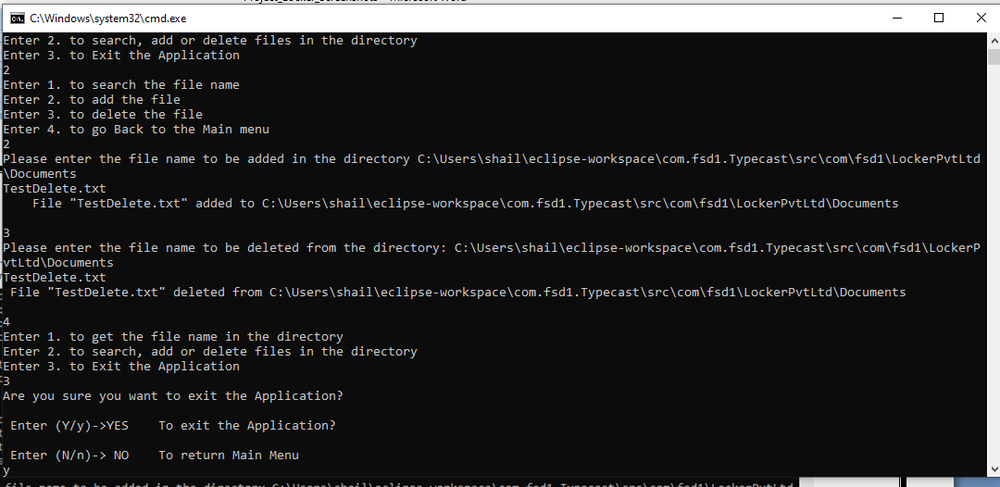 C:\Windows\system32\cmd.exe
Enter 2. to search, add or delete files in the directory
Enter 3. to Exit the Application
2
Enter 1. to search the file name
Enter 2. to add the file
Enter 3. to delete the file
Enter 4. to go Back to the Main menu
2
Please enter the file name to be added in the directory C:\Users\shail\eclipse-workspace\com.fsd1.Typecast\src\com\fsd1\LockerPvtLtd
\Documents
TestDelete.txt
    File "TestDelete.txt" added to C:\Users\shail\eclipse-workspace\com.fsd1.Typecast\src\com\fsd1\LockerPvtLtd\Documents
3
Please enter the file name to be deleted from the directory: C:\Users\shail\eclipse-workspace\com.fsd1.Typecast\src\com\fsd1\LockerP
vtLtd\Documents
TestDelete.txt
 File "TestDelete.txt" deleted from C:\Users\shail\eclipse-workspace\com.fsd1.Typecast\src\com\fsd1\LockerPvtLtd\Documents
4
Enter 1. to get the file name in the directory
Enter 2. to search, add or delete files in the directory
Enter 3. to Exit the Application
3
Are you sure you want to exit the Application?
 Enter (Y/y)->YES    To exit the Application?
 Enter (N/n)-> NO    To return Main Menu
y